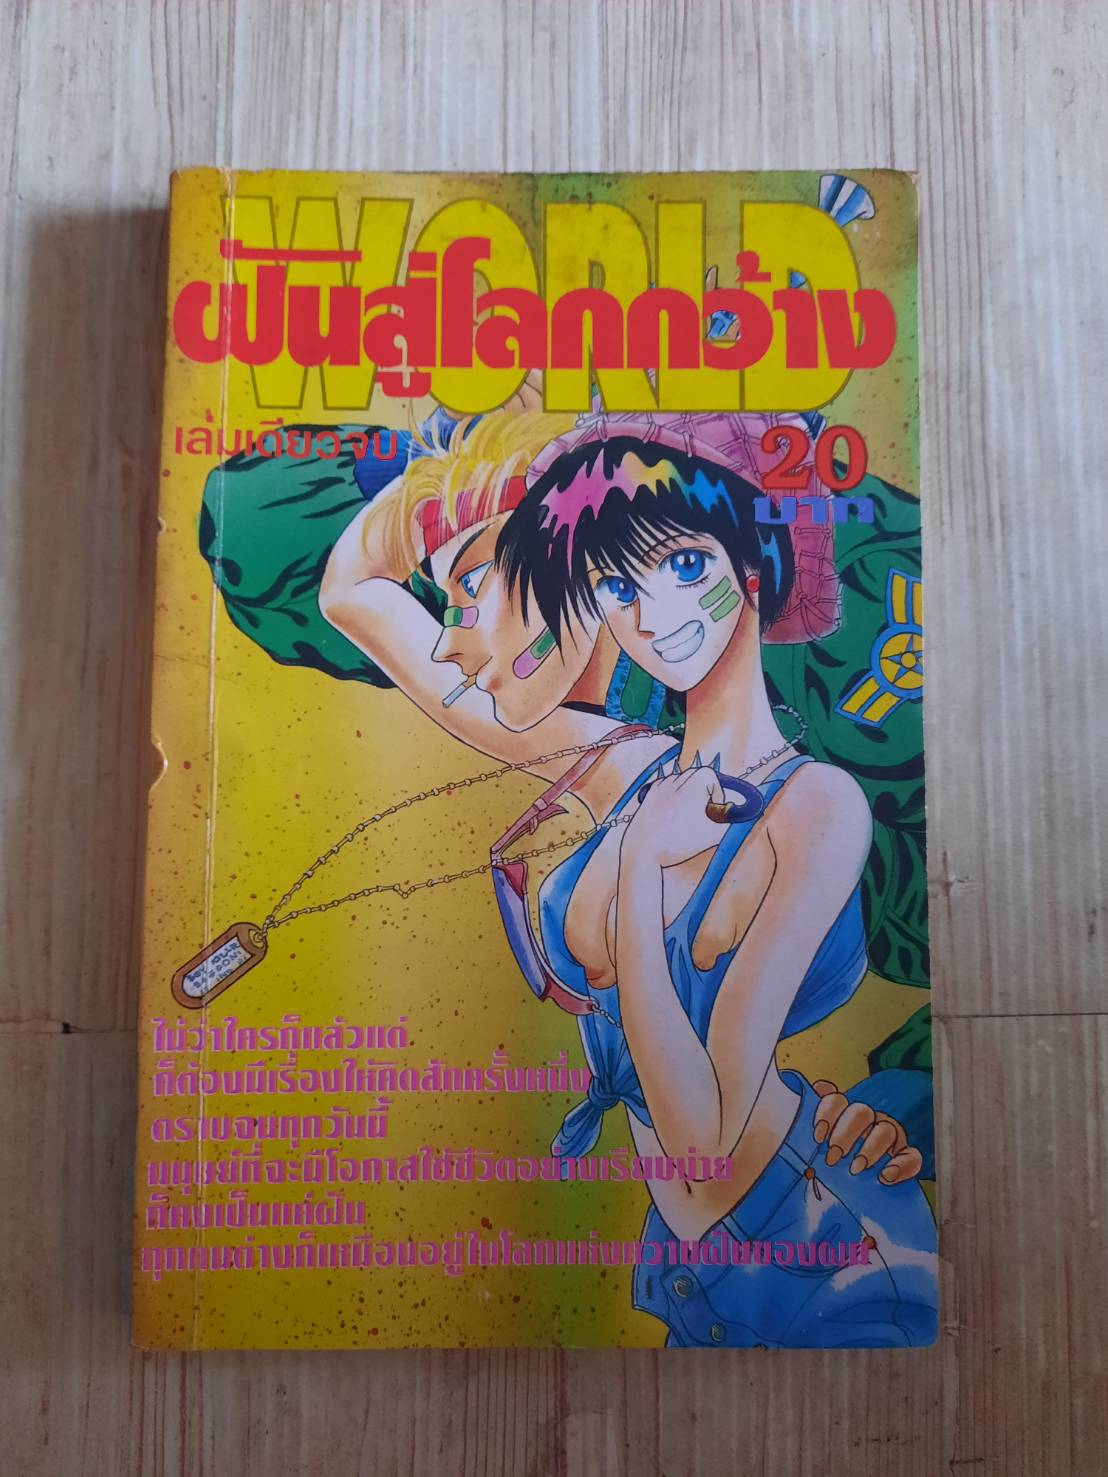 WORLD
ฝันสู่โลกกว้าง
เล่มเดียวจบ
20
บาท
ไม่ว่าใครก็แล้วแต่
ก็ต้องมีเรื่องให้คิดสักครั้งหนึ่ง
ตราบจนทุกวันนี้
มนุษย์ที่จะมีโอกาสใช้ชีวิตอย่างเรียบง่าย
ก็คงเป็นแค่ฝัน
ทุกคนต่างก็เหมือนอยู่ในโลกแห่งความฝันของผม